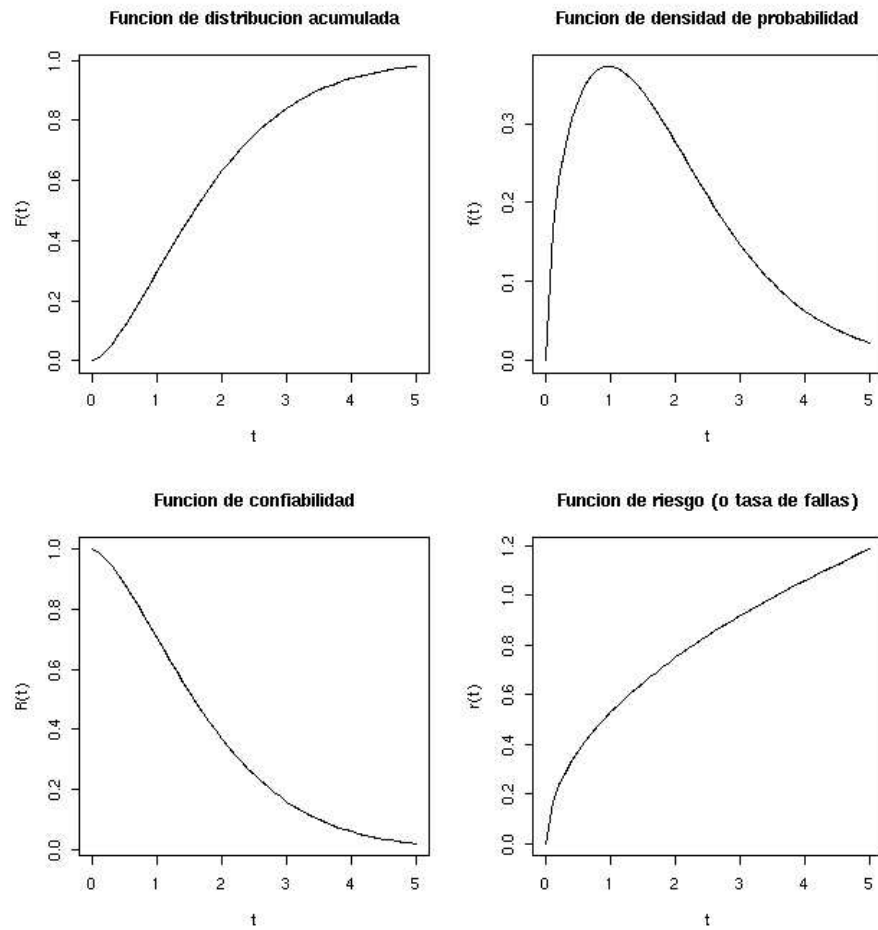 Funcion de distribucion acumulada
F(t)
0.0 0.2 0.4 0.6 0.8 1.0
0 1 2 3 4 5
t
Funcion de densidad de probabilidad
f(t)
0.0 0.1 0.2 0.3
0 1 2 3 4 5
t
Funcion de confiabilidad
R(t)
0.0 0.2 0.4 0.6 0.8 1.0
0 1 2 3 4 5
t
Funcion de riesgo (o tasa de fallas)
r(t)
0.0 0.2 0.4 0.6 0.8 1.0 1.2
0 1 2 3 4 5
t